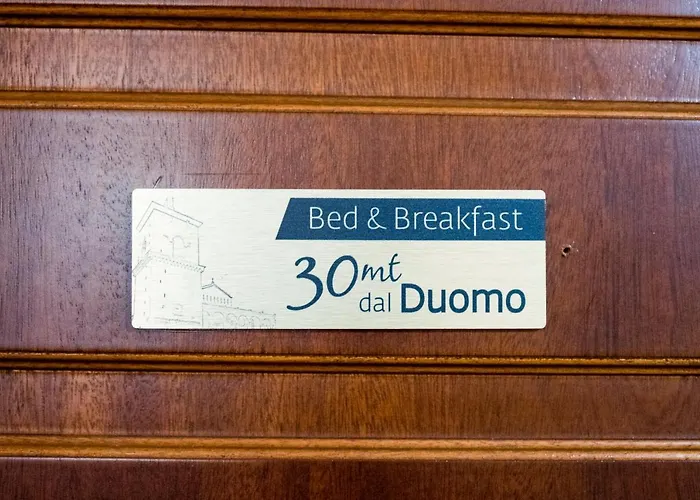 Bed & Breakfast
30mt
dal Duomo